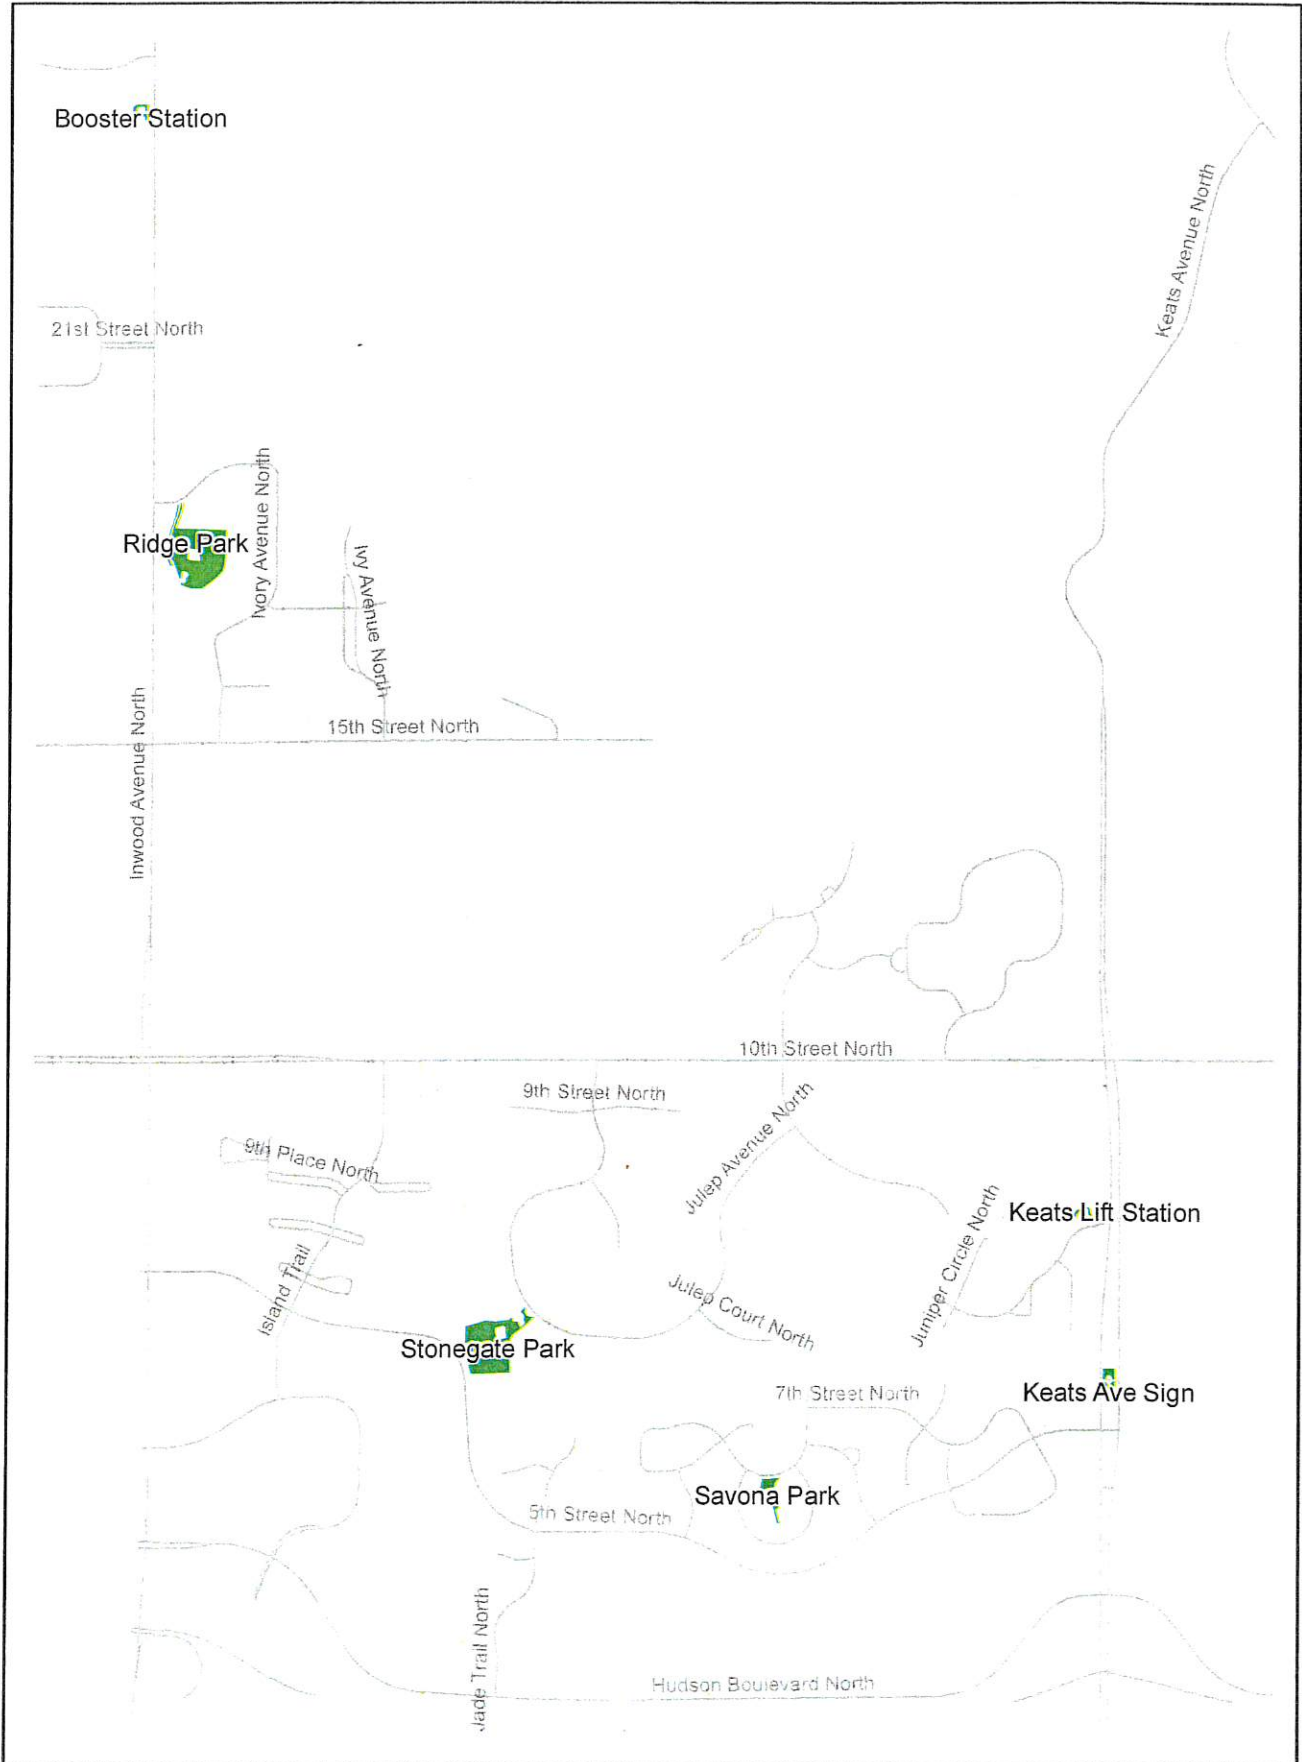 Booster Station
Keats Avenue North
21st Street North
Ivory Avenue North
Ridge Park
Ivy Avenue North
Inwood Avenue North
15th Street North
10th Street North
9th Street North
Julep Avenue North
9th Place North
Juniper Circle North
Keats Lift Station
Island Trail
Julep Court North
Stonegate Park
7th Street North
Keats Ave Sign
Savona Park
5th Street North
Jade Trail North
Hudson Boulevard North